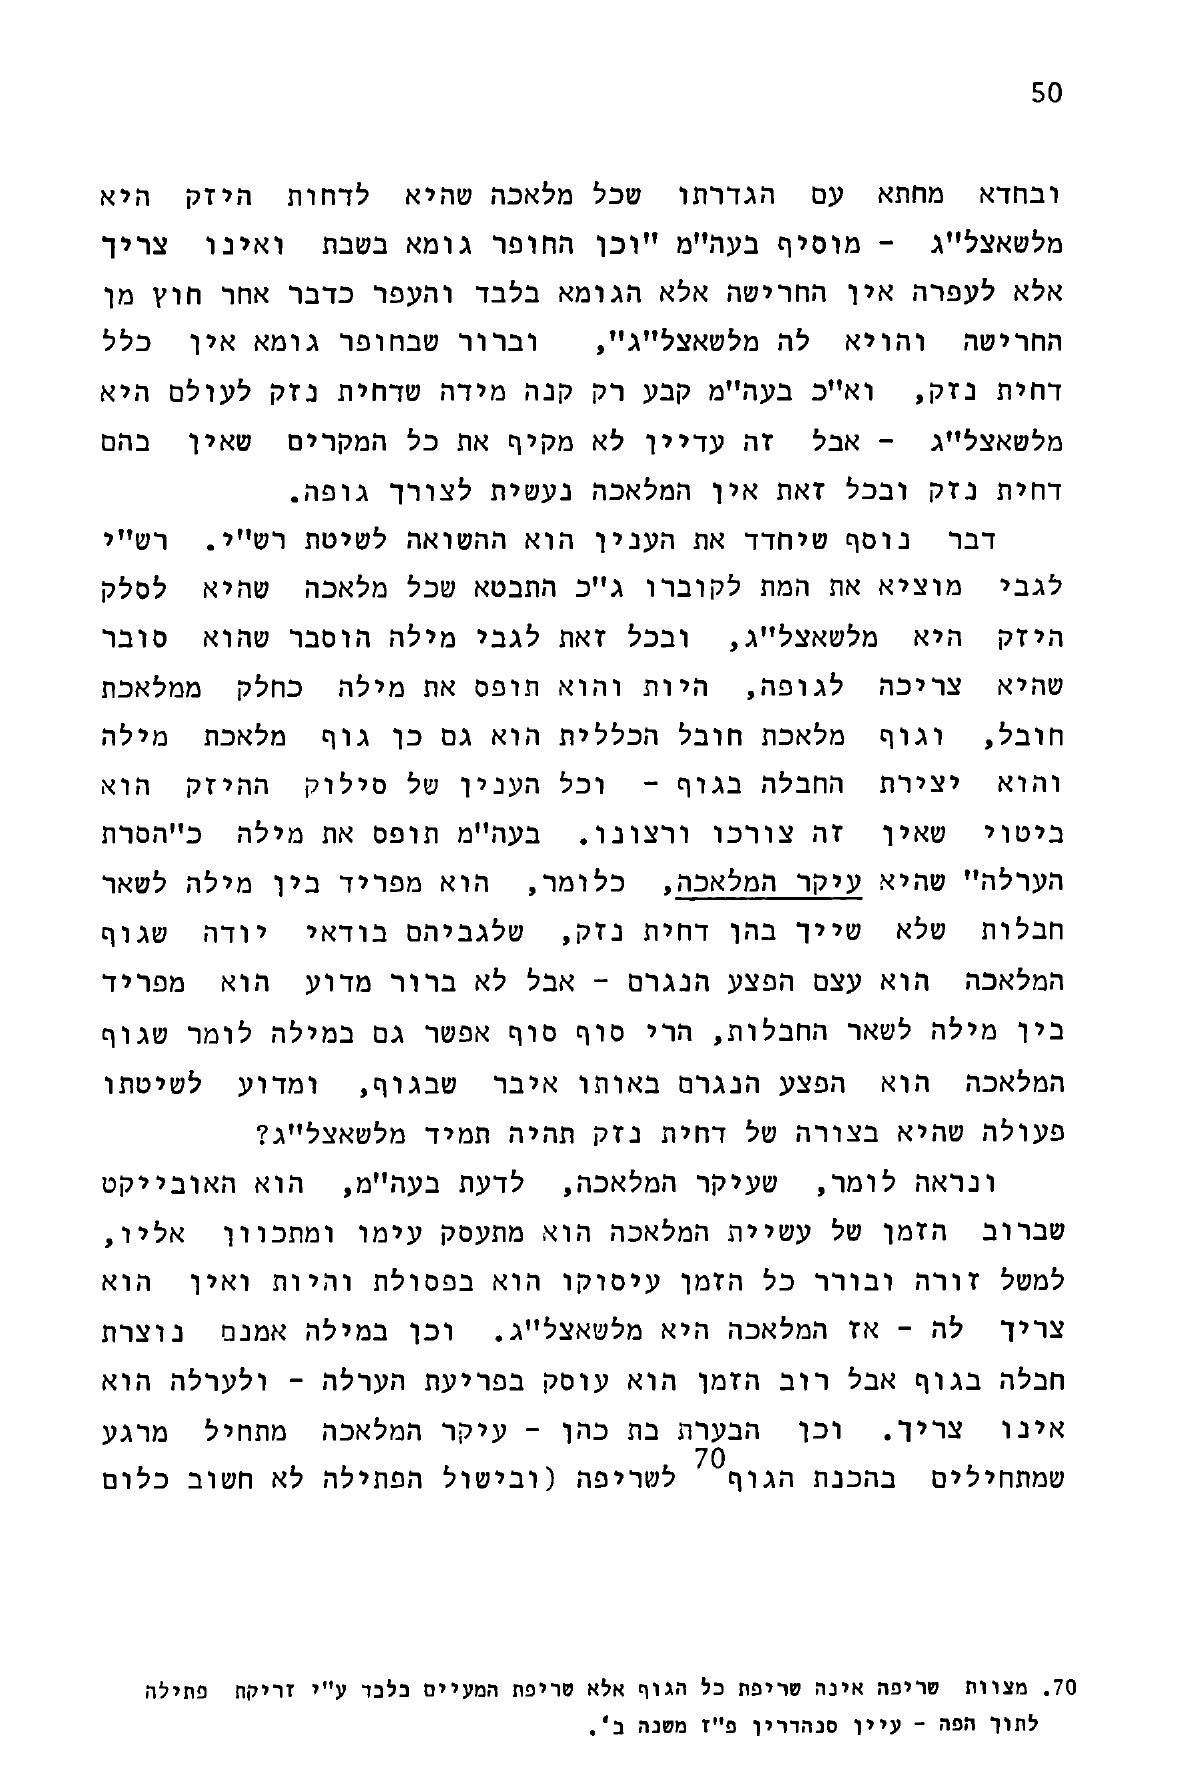 50
ובחדא מחתא עם הגדרתו שכל מלאכה שהיא לדחות היזק היא
מלשאצל"ג - מוסיף בעה"מ "וכן החופר גומא בשבת ואינו צריך
אלא לעפרה אין החרישה אלא הגומא בלבד והעפר כדבר אחר חוץ מן
החרישה והויא לה מלשאצל"ג", וברור שבחופר גומא אין כלל
דחית נזק, וא"כ בעה"מ קבע רק קנה מידה שדחית נזק לעולם היא
מלשאצל"ג - אבל זה עדיין לא מקיף את כל המקרים שאין בהם
דחית נזק ובכל זאת אין המלאכה נעשית לצורך גופה.
דבר נוסף שיחדד את הענין הוא ההשואה לשיטת רש"י. רש"י
לגבי מוציא את המת לקוברו ג"כ התבטא שכל מלאכה שהיא לסלק
היזק היא מלשאצל"ג, ובכל זאת לגבי מילה הוסבר שהוא סובר
שהיא צריכה לגופה, היות והוא תופס את מילה כחלק ממלאכת
חובל, וגוף מלאכת חובל הכללית הוא גם כן גוף מלאכת מילה
והוא יצירת החבלה בגוף - וכל הענין של סילוק ההיזק הוא
ביטוי שאין זה צורכו ורצונו. בעה"מ תופס את מילה כ"הסרת
הערלה" שהיא עיקר המלאכה, כלומר, הוא מפריד בין מילה לשאר
חבלות שלא שייך בהן דחית נזק, שלגביהם בודאי יודה שגוף
המלאכה הוא עצם הפצע הנגרם - אבל לא ברור מדוע הוא מפריד
בין מילה לשאר החבלות, הרי סוף סוף אפשר גם במילה לומר שגוף
המלאכה הוא הפצע הנגרם באותו איבר שבגוף, ומדוע לשיטתו
פעולה שהיא בצורה של דחית נזק תהיה תמיד מלשאצל"ג?
ונראה לומר, שעיקר המלאכה, לדעת בעה"מ, הוא האובייקט
שברוב הזמן של עשיית המלאכה הוא מתעסק עימו ומתכוון אליו,
למשל זורה ובורר כל הזמן עיסוקו הוא בפסולת והיות ואין הוא
צריך לה - אז המלאכה היא מלשאצל"ג. וכן במילה אמנם נוצרת
חבלה בגוף אבל רוב הזמן הוא עוסק בפריעת הערלה - ולערלה הוא
אינו צריך. וכן הבערת בת כהן - עיקר המלאכה מתחיל מרגע
שמתחילים בהכנת הגוף70 לשריפה (ובישול הפתילה לא חשוב כלום
70. מצוות שריפה אינה שריפת כל הגוף אלא שריפת המעיים בלבד ע"י זריקת פתילה
לתוך הפה - עיין סנהדרין פ"ז משנה ב'.